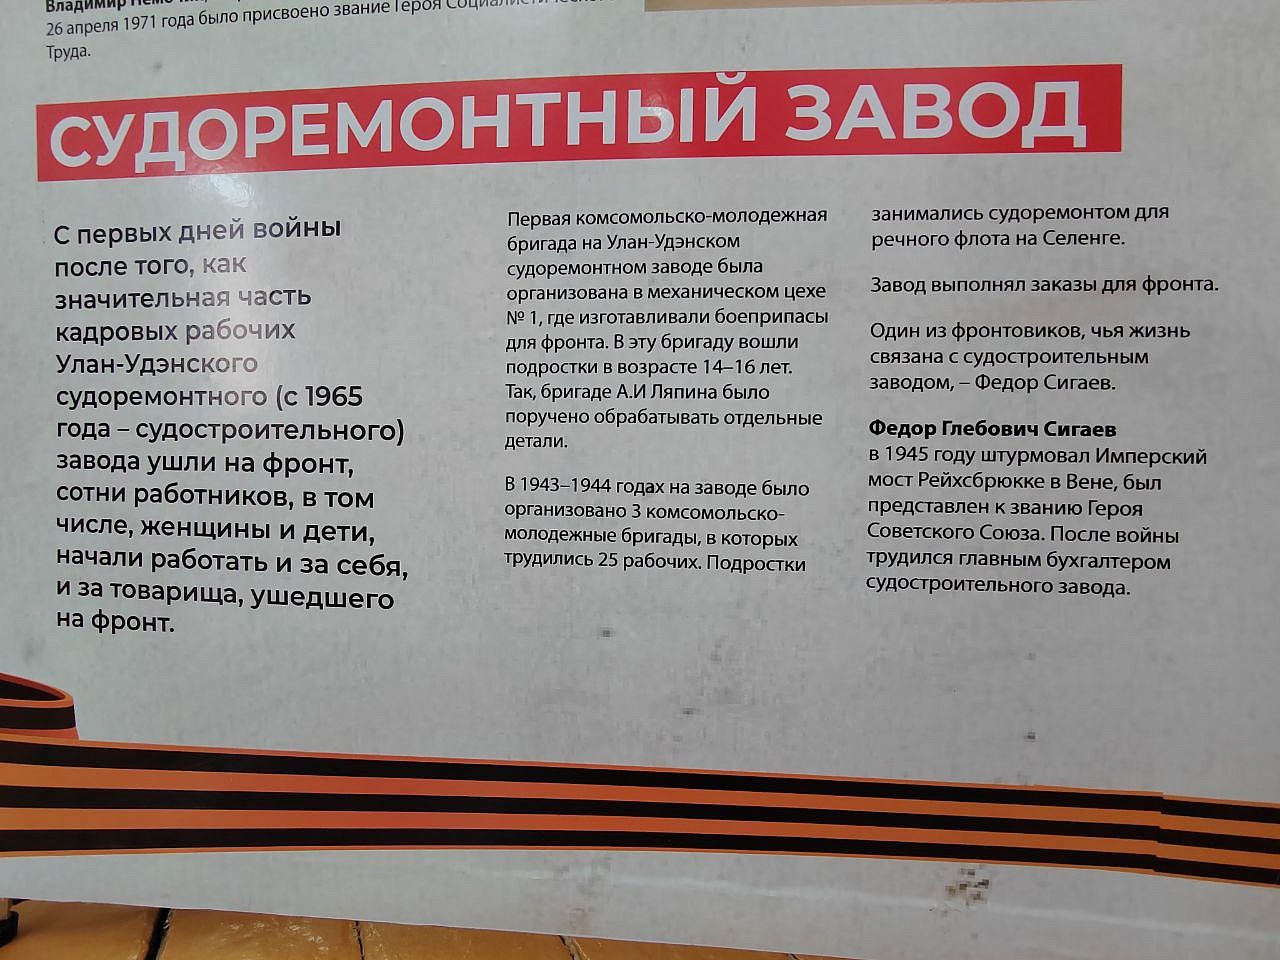 Владимир
26 апреля 1971 года было присвоено звание Героя Социалистического
Труда.
СУДОРЕМОНТНЫЙ ЗАВОД
С первых дней войны
после того, как
значительная часть
кадровых рабочих
Улан-Удэнского
судоремонтного (с 1965
года – судостроительного)
завода ушли на фронт,
сотни работников, в том
числе, женщины и дети,
начали работать и за себя,
и за товарища, ушедшего
на фронт.
Первая комсомольско-молодежная
бригада на Улан-Удэнском
судоремонтном заводе была
организована в механическом цехе
№ 1, где изготавливали боеприпасы
для фронта. В эту бригаду вошли
подростки в возрасте 14–16 лет.
Так, бригаде А.И Ляпина было
поручено обрабатывать отдельные
детали.
В 1943–1944 годах на заводе было
организовано 3 комсомольско-
молодежные бригады, в которых
трудились 25 рабочих. Подростки
занимались судоремонтом для
речного флота на Селенге.
Завод выполнял заказы для фронта.
Один из фронтовиков, чья жизнь
связана с судостроительным
заводом, – Федор Сигаев.
Федор Глебович Сигаев
в 1945 году штурмовал Имперский
мост Рейхсбрюкке в Вене, был
представлен к званию Героя
Советского Союза. После войны
трудился главным бухгалтером
судостроительного завода.